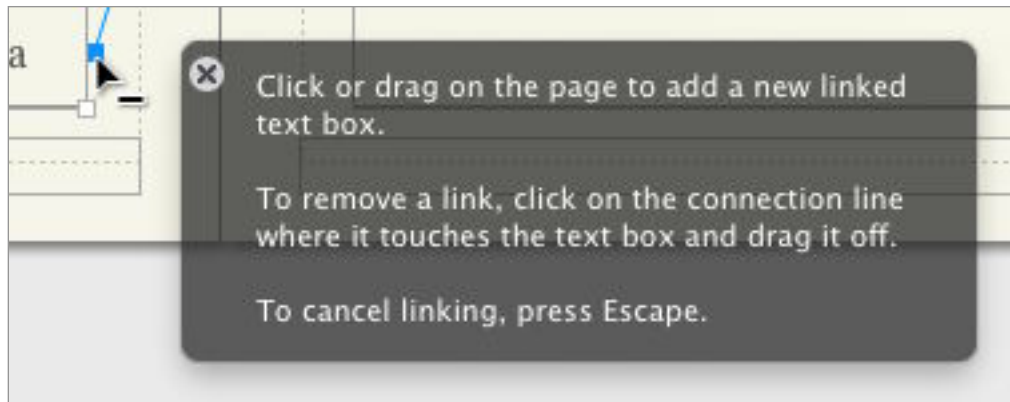 a
Click or drag on the page to add a new linked
text box.
To remove a link, click on the connection line
where it touches the text box and drag it off.
To cancel linking, press Escape.